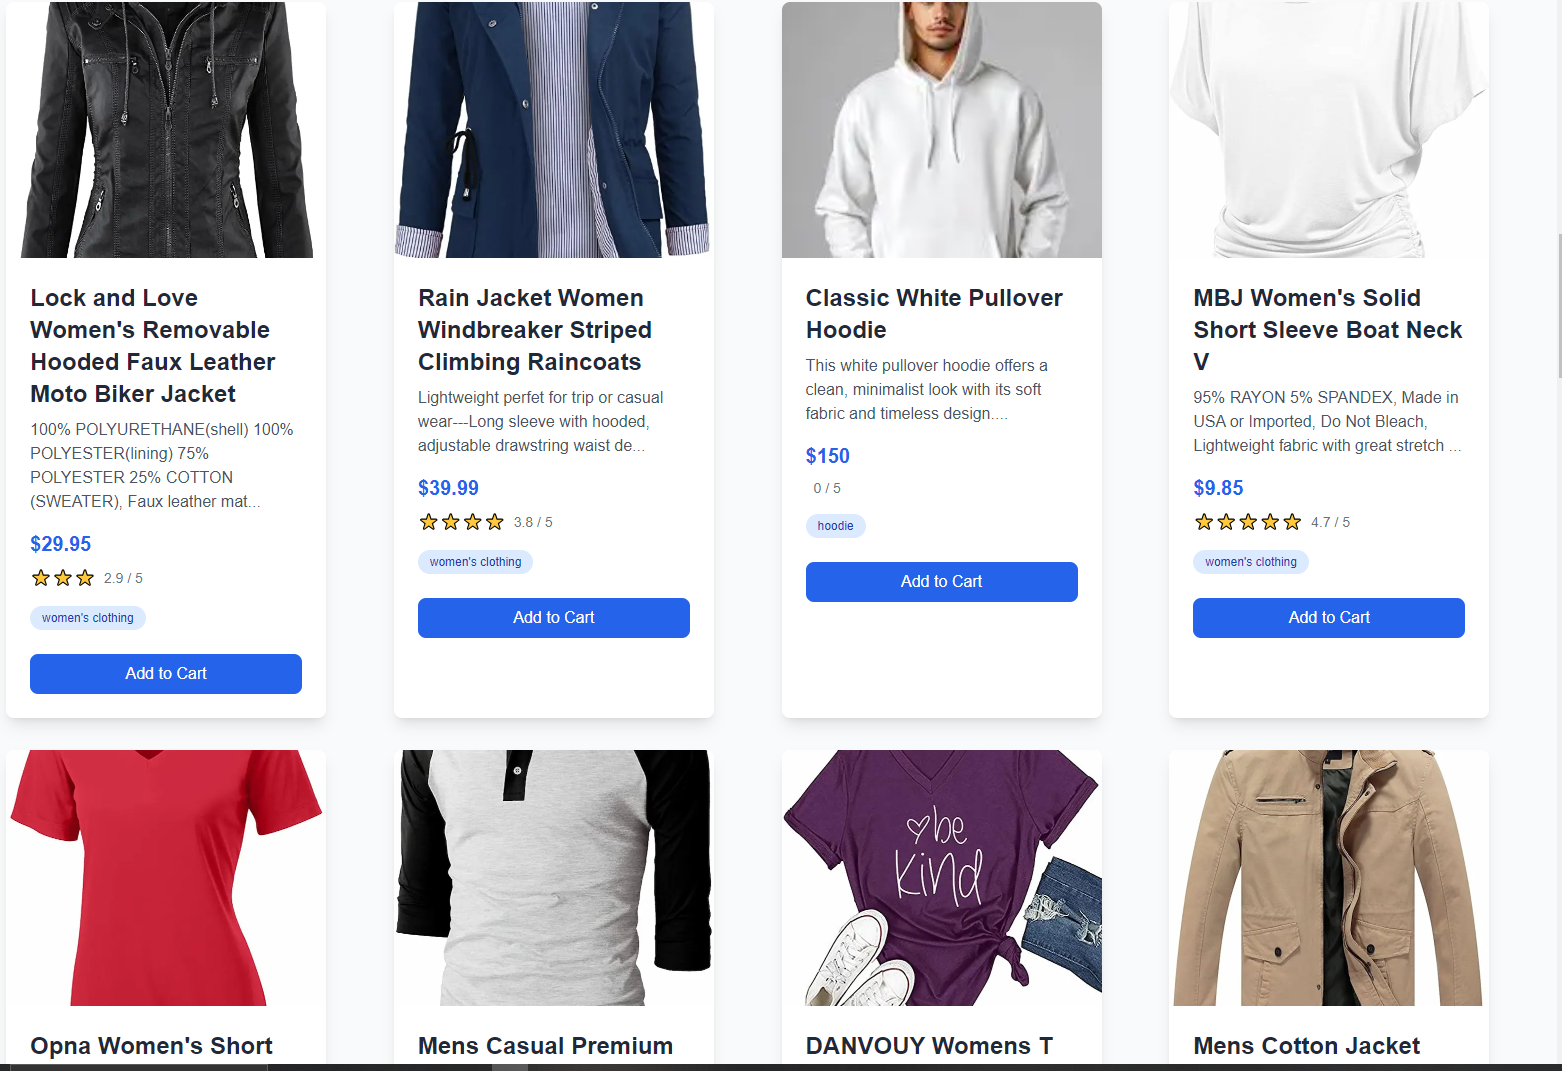 Lock and Love
Women's Removable
Hooded Faux Leather
Moto Biker Jacket
100% POLYURETHANE(shell) 100%
POLYESTER(lining) 75%
POLYESTER 25% COTTON
(SWEATER), Faux leather mat...
$29.95
2.9 / 5
women's clothing
Add to Cart
Rain Jacket Women
Windbreaker Striped
Climbing Raincoats
Lightweight perfet for trip or casual
wear---Long sleeve with hooded,
adjustable drawstring waist de...
$39.99
3.8 / 5
women's clothing
Add to Cart
Classic White Pullover
Hoodie
This white pullover hoodie offers a
clean, minimalist look with its soft
fabric and timeless design....
$150
0 / 5
hoodie
Add to Cart
MBJ Women's Solid
Short Sleeve Boat Neck
V
95% RAYON 5% SPANDEX, Made in
USA or Imported, Do Not Bleach,
Lightweight fabric with great stretch ...
$9.85
4.7 / 5
women's clothing
Add to Cart
Opna Women's Short
Mens Casual Premium
be
kind
DANVOUY Womens T
Mens Cotton Jacket